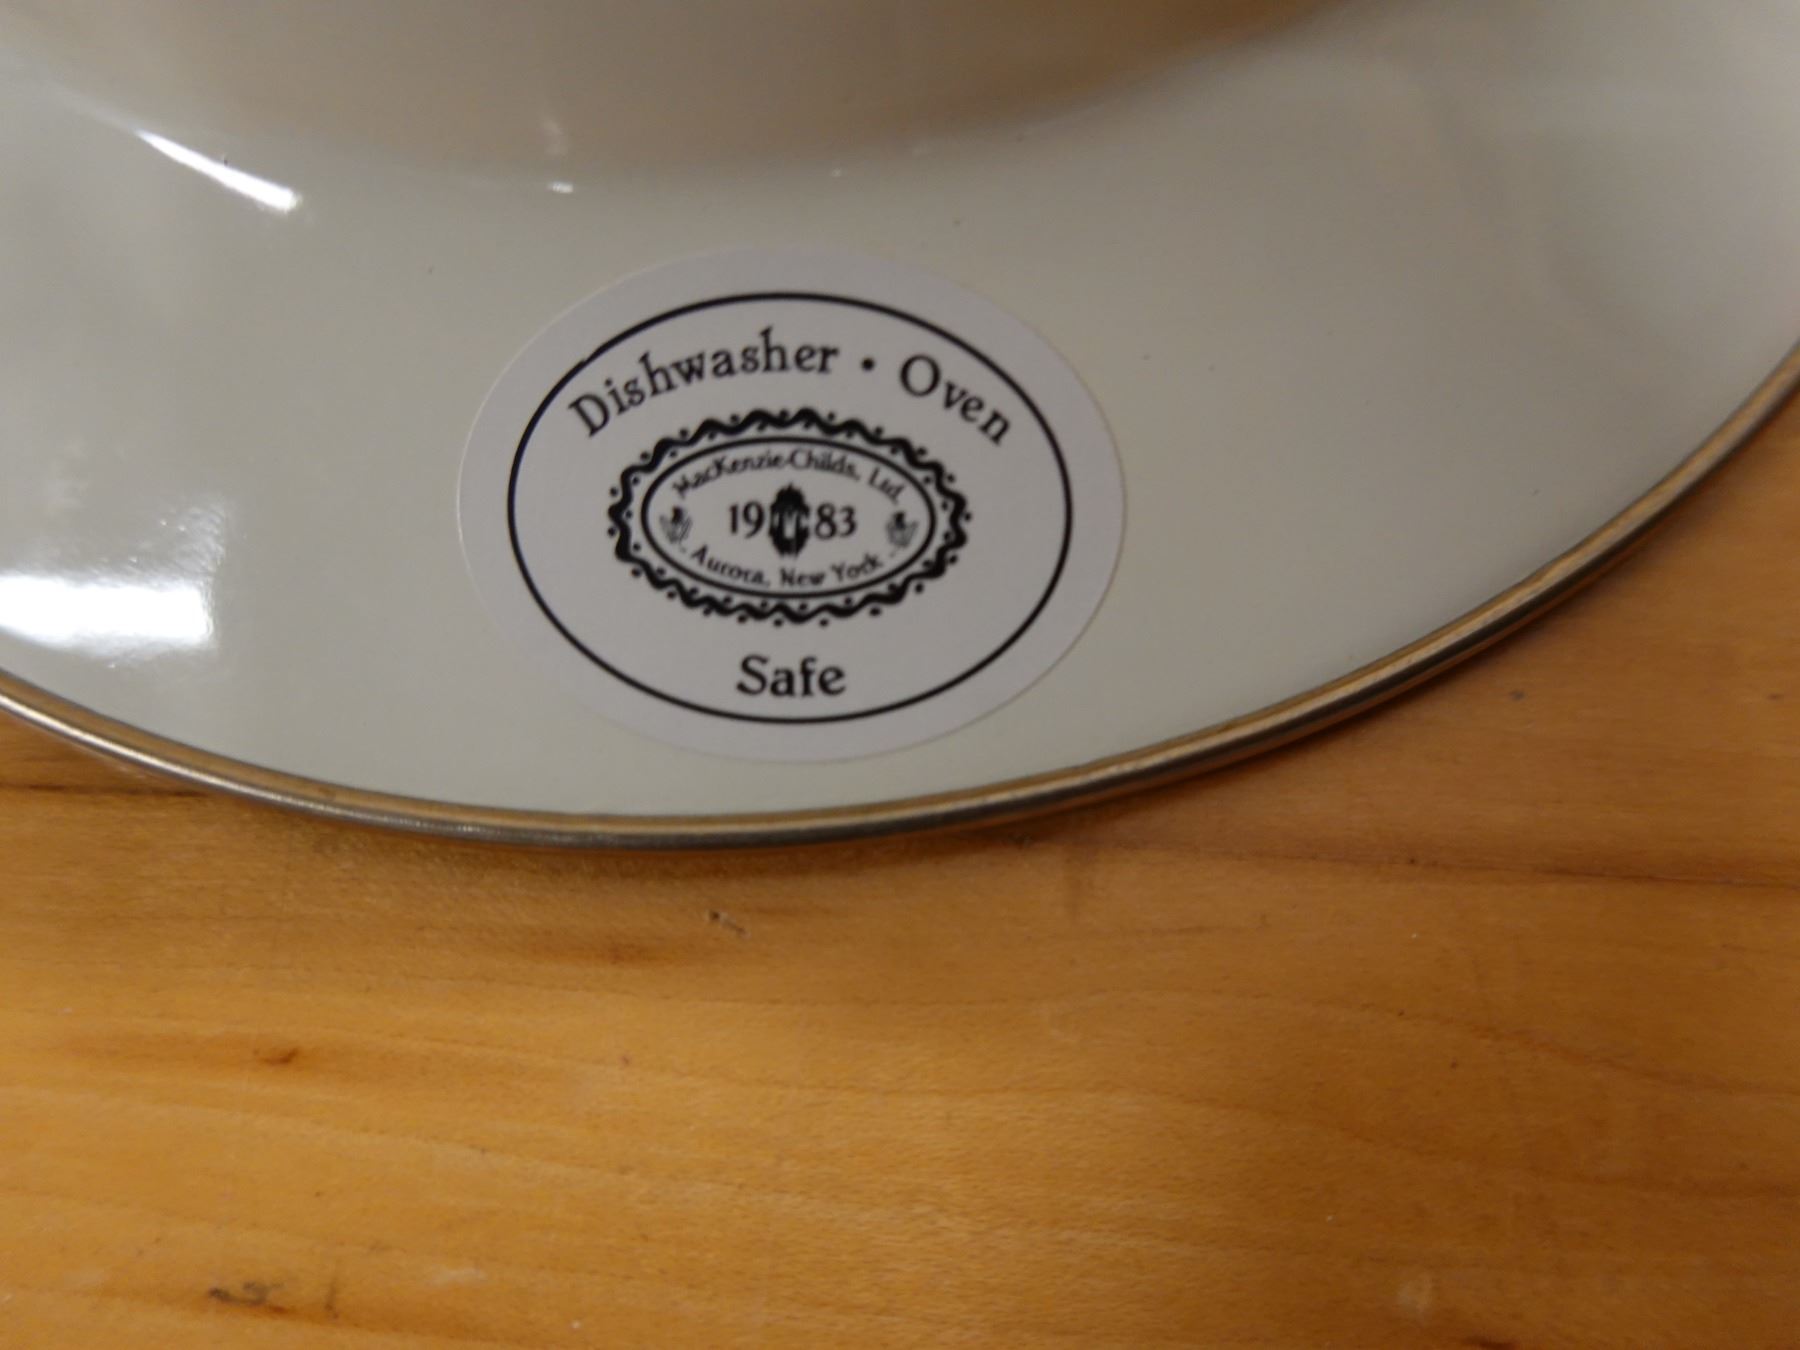 Dishwasher • Oven
MacKenzie-Childs, Ltd.
19 83
Aurora, New York
Safe